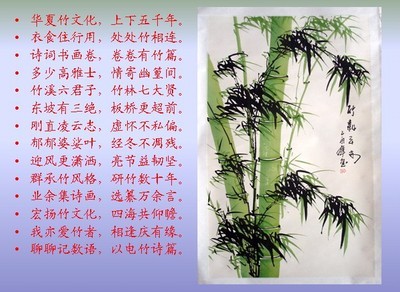 华夏竹文化，上下五千年。
衣食住行用，处处竹相连。
诗词书画卷，卷卷有竹篇。
多少高雅士，情寄幽篁间。
竹溪六君子，竹林七大贤。
东坡有三绝，板桥更超前。
刚直凌云志，虚怀不私偏。
郁郁婆娑叶，经冬不凋残。
迎风更潇洒，亮节益韧坚。
群承竹风格，研竹数十年。
业余集诗画，选纂万余言。
宏扬竹文化，四海共仰瞻。
我亦爱竹者，相逢庆有缘。
聊聊记数语，以电竹诗篇。